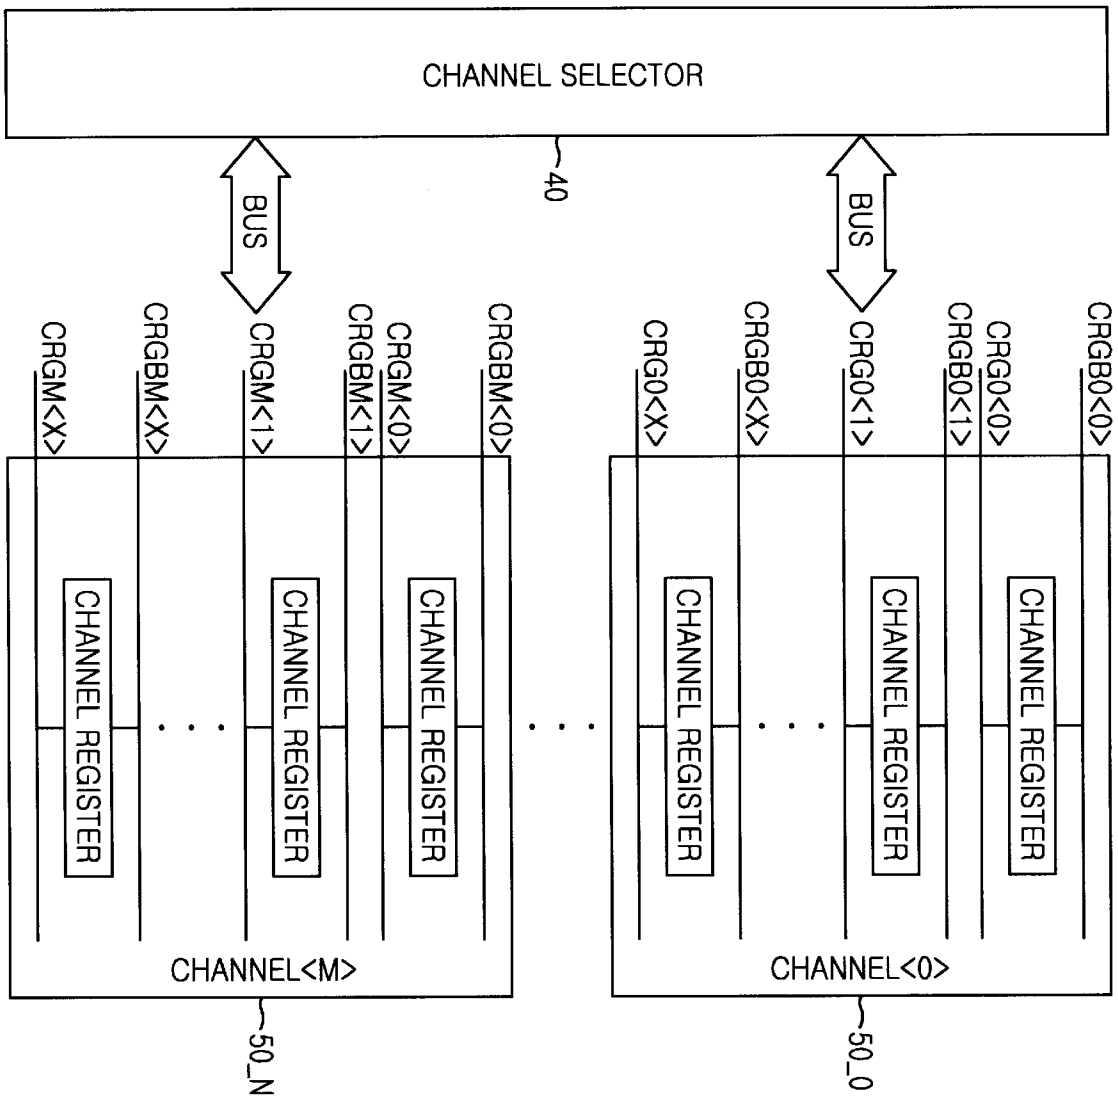 CHANNEL SELECTOR
40
BUS
BUS
CRGM<X>
CRGBM<X>
CRGM<1>
CRGBM<1>
CRGM<0>
CRGBM<0>
CRG0<X>
CRGB0<X>
CRG0<1>
CRGB0<1>
CRG0<0>
CRGB0<0>
CHANNEL REGISTER
CHANNEL REGISTER
CHANNEL REGISTER
CHANNEL REGISTER
CHANNEL REGISTER
CHANNEL REGISTER
CHANNEL<M>
CHANNEL<0>
50_N
50_0